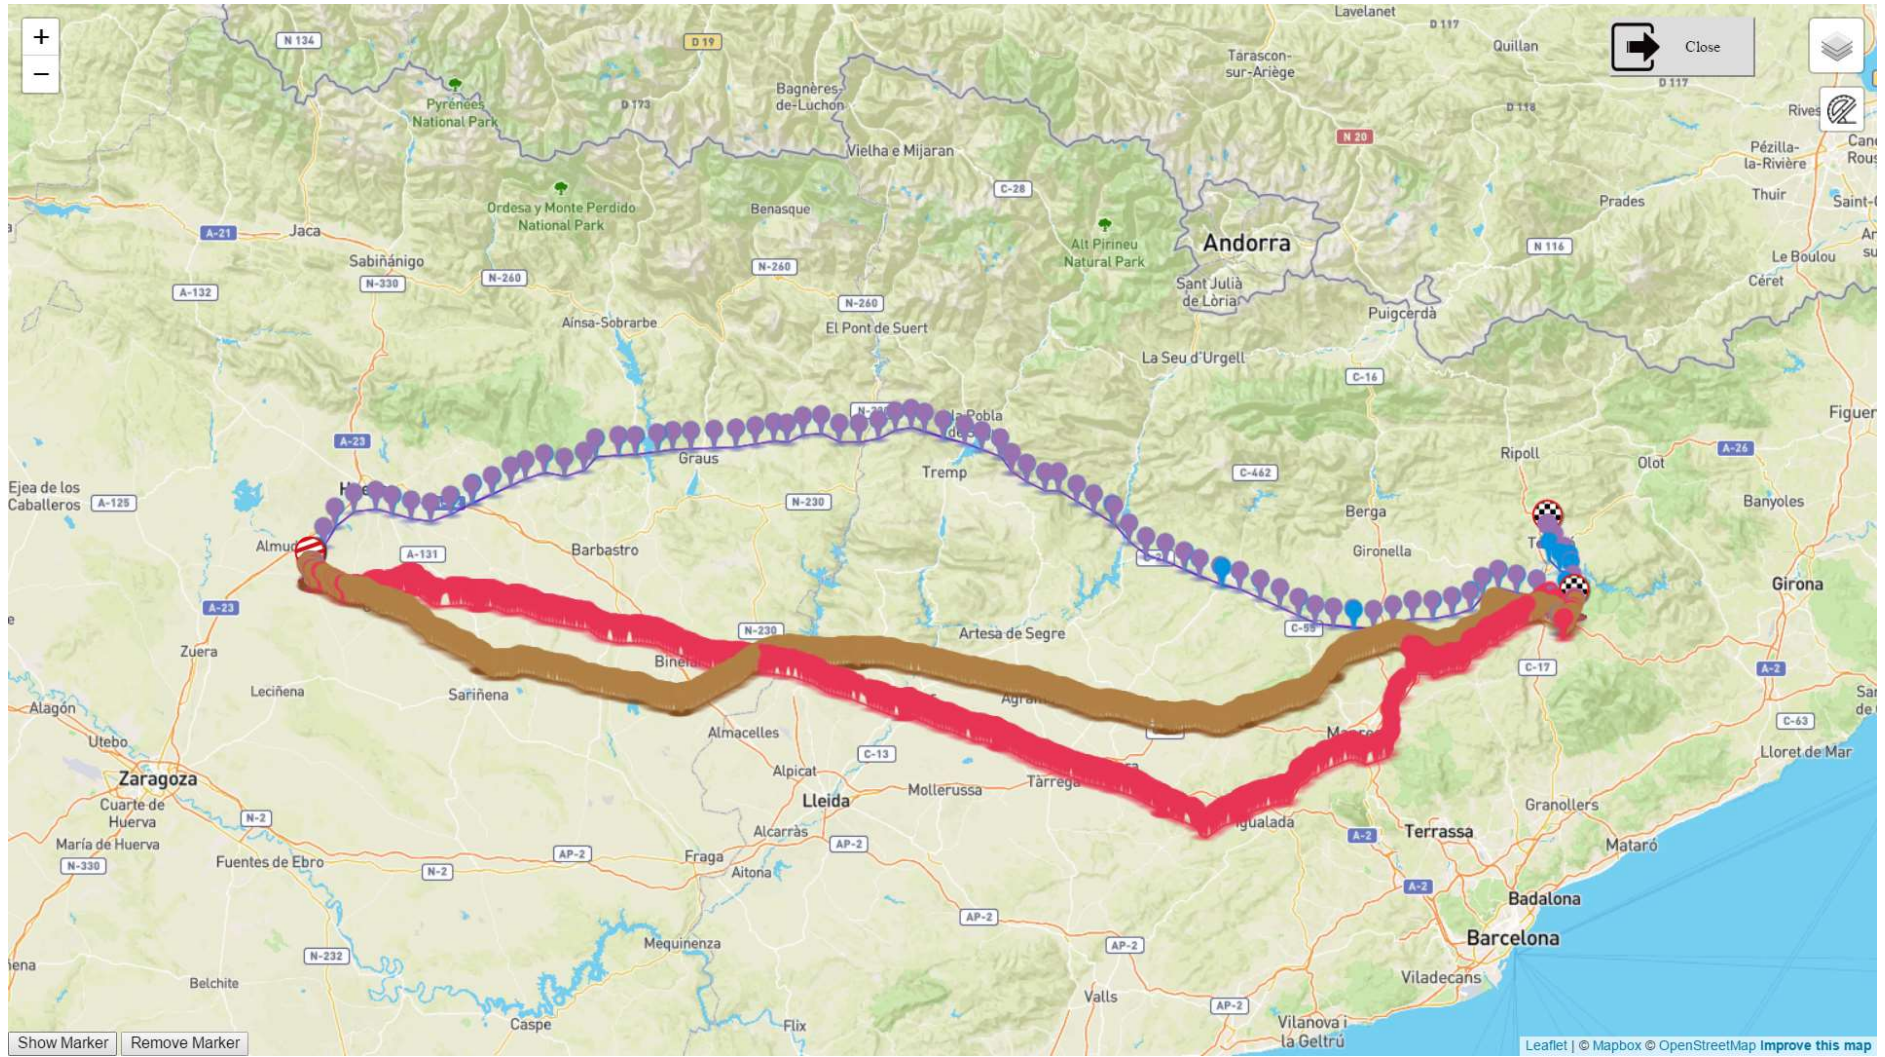 +
−
Close
Lavelanet
D 117
N 134
D 19
Quillan
Tarascon-
sur-Ariège
Bagnères-
de-Luchon
D 117
Pyrénées
National Park
D 173
D 118
N 20
Vielha e Mijaran
Pézilla-
la-Rivière
C-28
Ordesa y Monte Perdido
National Park
Benasque
Prades
Thuir
A-21
Jaca
Andorra
Alt Pirineu
Natural Park
N 116
Sabiñánigo
N-260
N-260
Le Boulou
N-330
A-132
Sant Julià
de Lòria
Céret
N-260
Aínsa-Sobrarbe
El Pont de Suert
Puigcerdà
La Seu d'Urgell
C-16
A-23
Graus
Ripoll
A-26
Olot
Tremp
C-462
Ejea de los
Caballeros
A-125
N-230
Berga
Banyoles
A-131
Barbastro
Gironella
Girona
A-23
N-230
Artesa de Segre
Zuera
C-17
A-2
Leciñena
Sariñena
Alagón
C-63
Utebo
Almacelles
C-13
Lloret de Mar
Zaragoza
Alpicat
Mollerussa
Lleida
Cuarte de
Huerva
N-2
Granollers
Alcarràs
A-2
Terrassa
María de Huerva
AP-2
Mataró
Fuentes de Ebro
AP-2
Fraga
N-330
N-2
Aitona
A-2
Badalona
AP-2
Mequinenza
AP-2
Barcelona
N-232
Viladecans
Belchite
Valls
AP-2
Caspe
Flix
Vilanova i
la Geltrú
Show Marker
Remove Marker
Leaflet | © Mapbox © OpenStreetMap Improve this map